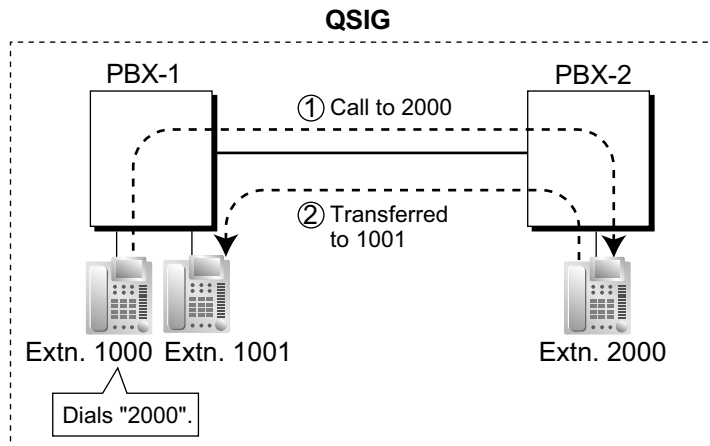 QSIG
PBX-1
PBX-2
① Call to 2000
② Transferred
to 1001
Extn. 1000
Extn. 1001
Extn. 2000
Dials "2000".